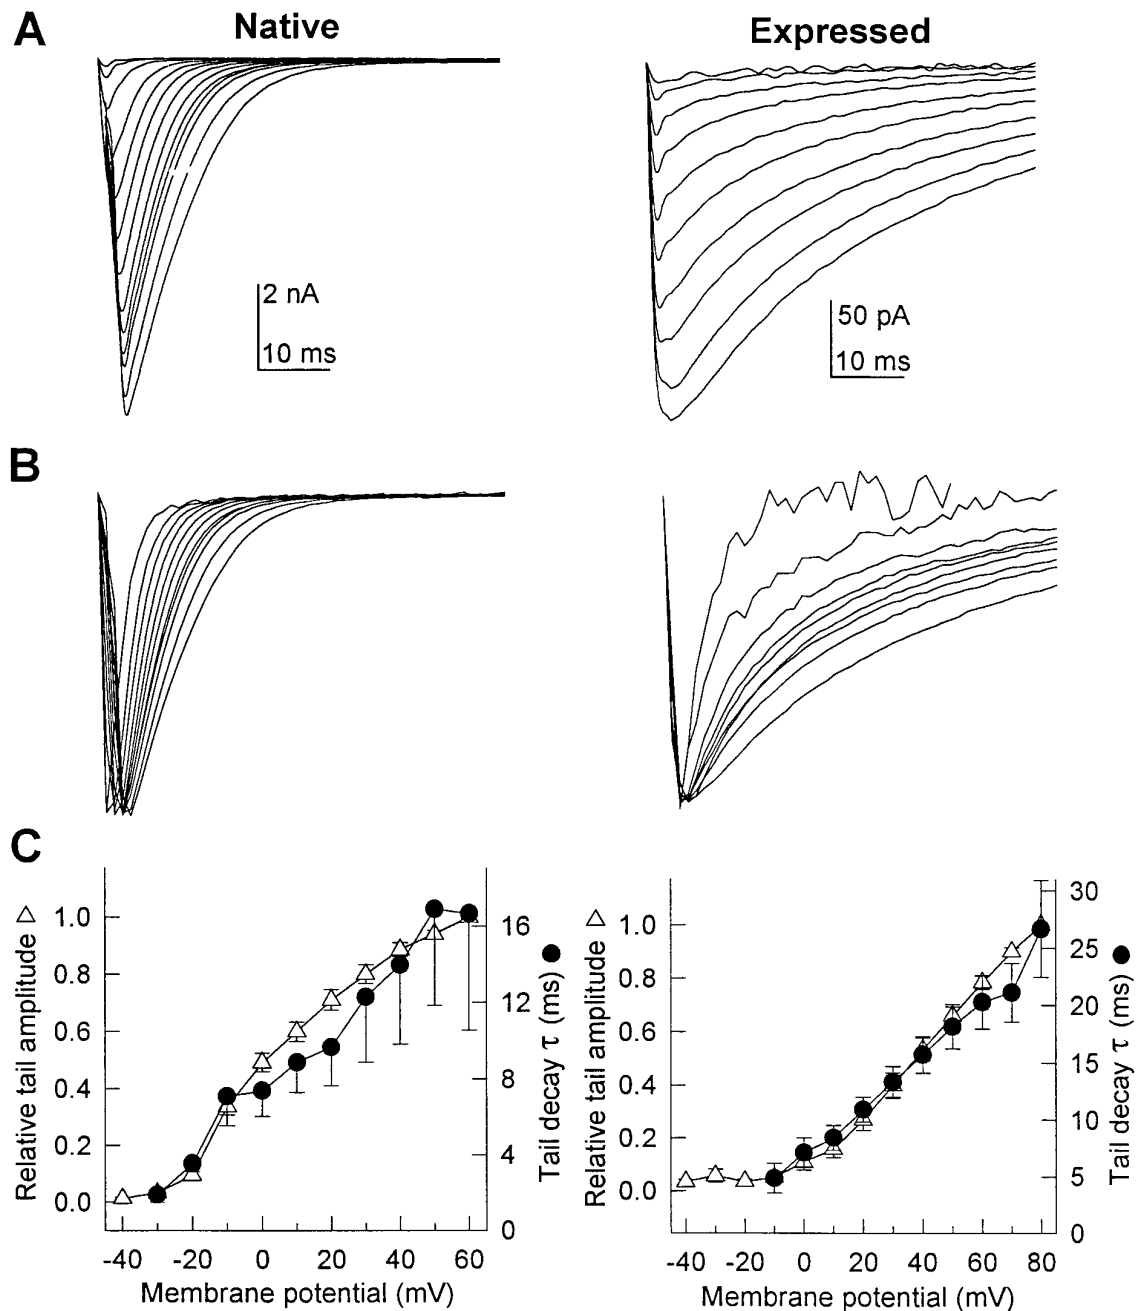 A
Native
Expressed
2 nA
10 ms
50 pA
10 ms
B
C
Relative tail amplitude △
1.0
0.8
0.6
0.4
0.2
0.0
16
12
8
4
0
Tail decay τ (ms) ●
-40 -20 0 20 40 60
Membrane potential (mV)
Relative tail amplitude △
1.0
0.8
0.6
0.4
0.2
0.0
30
25
20
15
10
5
0
Tail decay τ (ms) ●
-40 -20 0 20 40 60 80
Membrane potential (mV)